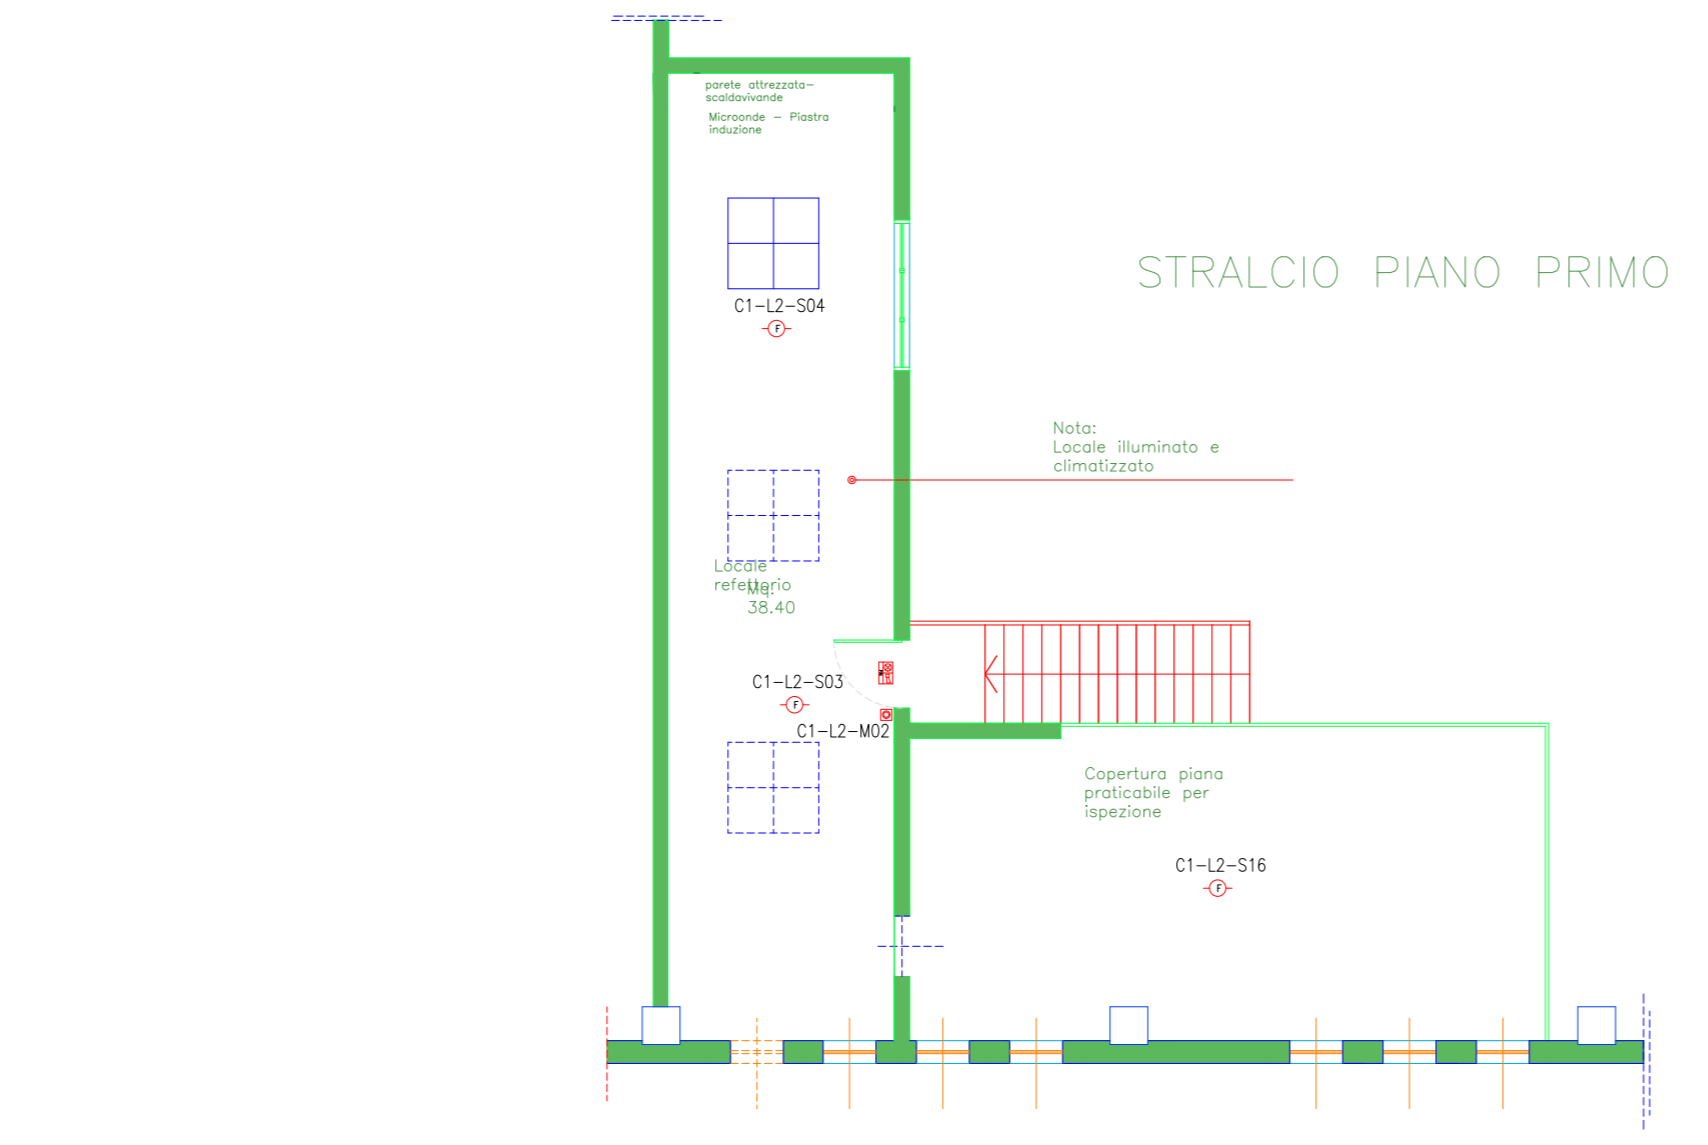 parete attrezzata-
scaldavivande
Microonde - Piastra
induzione
C1-L2-S04
F
STRALCIO PIANO PRIMO
Nota:
Locale illuminato e
climatizzato
Locale
refettorio
Mq.
38.40
C1-L2-S03
F
C1-L2-M02
Copertura piana
praticabile per
ispezione
C1-L2-S16
F